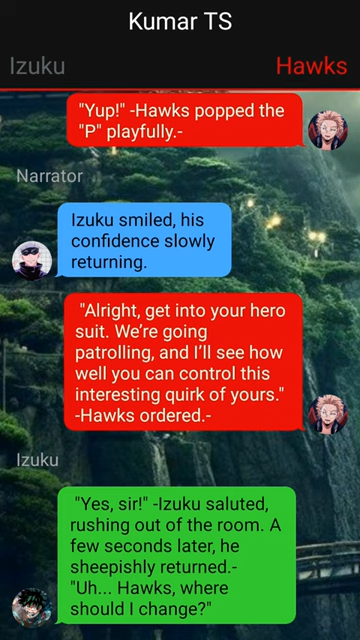 Kumar TS
Izuku
Hawks
"Yup!" -Hawks popped the
"P" playfully.-
Narrator
Izuku smiled, his
confidence slowly
returning.
"Alright, get into your hero
suit. We’re going
patrolling, and I’ll see how
well you can control this
interesting quirk of yours."
-Hawks ordered.-
Izuku
"Yes, sir!" -Izuku saluted,
rushing out of the room. A
few seconds later, he
sheepishly returned.-
"Uh... Hawks, where
should I change?"